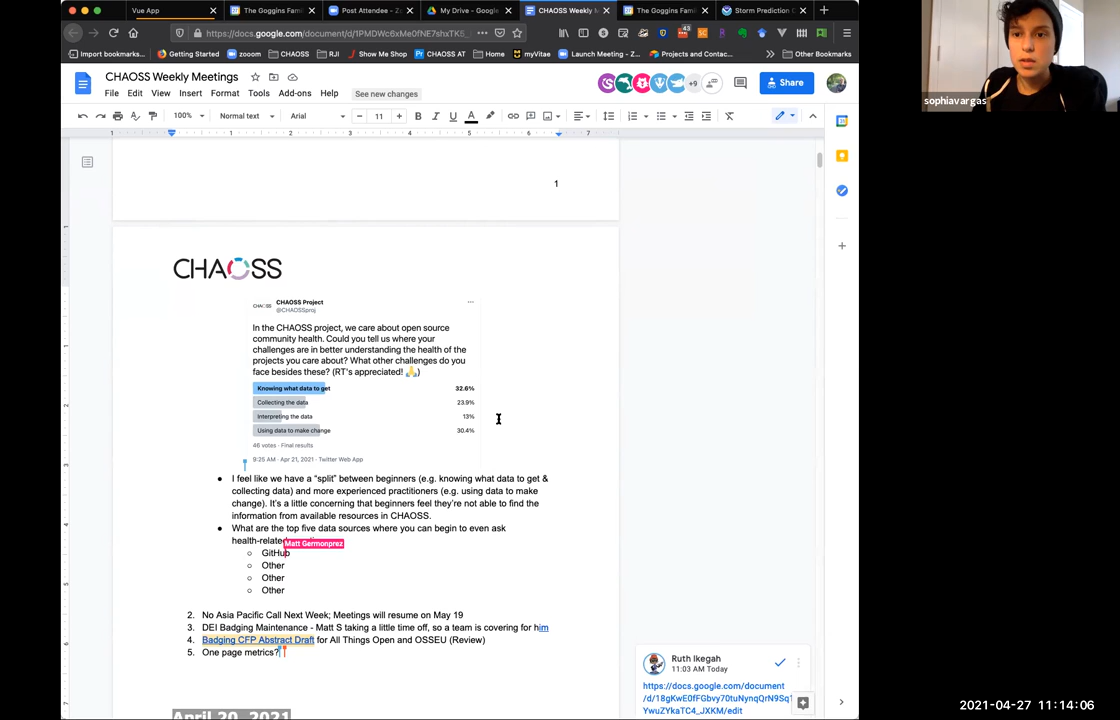 Vue App
The Goggins Fami
Post Attendee - Zo
My Drive - Google
CHAOSS Weekly M
The Goggins Fami
Storm Prediction C
https://docs.google.com/document/d/1PMDWc6xMe0fNE7shxTK5_
Import bookmarks...
Getting Started
CHAOSS
RJI
Show Me Shop
CHAOSS AT
Home
myVitae
Launch Meeting - Z...
Projects and Contac...
Other Bookmarks
CHAOSS Weekly Meetings
File Edit View Insert Format Tools Add-ons Help
See new changes
+9
Share
100%
Normal text
Arial
11
1
CHAOSS
CHAOSS Project
@CHAOSSproj
In the CHAOSS project, we care about open source
community health. Could you tell us where your
challenges are in better understanding the health of the
projects you care about? What other challenges do you
face besides these? (RT's appreciated! 🙏)
Knowing what data to get 32.6%
Collecting the data 23.9%
Interpreting the data 13%
Using data to make change 30.4%
46 votes · Final results
9:25 AM · Apr 21, 2021 · Twitter Web App
● I feel like we have a “split” between beginners (e.g. knowing what data to get &
collecting data) and more experienced practitioners (e.g. using data to make
change). It's a little concerning that beginners feel they're not able to find the
information from available resources in CHAOSS.
● What are the top five data sources where you can begin to even ask
health-related
Matt Germonprez
○ GitHub
○ Other
○ Other
○ Other
2. No Asia Pacific Call Next Week; Meetings will resume on May 19
3. DEI Badging Maintenance - Matt S taking a little time off, so a team is covering for him
4. Badging CFP Abstract Draft for All Things Open and OSSEU (Review)
5. One page metrics?
April 20, 2021
Ruth Ikegah
11:03 AM Today
https://docs.google.com/document
/d/18gKwE0fFGbvy70tuNynqQrN9Sq1
YwuZYkaTC4_JXKM/edit
sophiavargas
2021-04-27 11:14:06